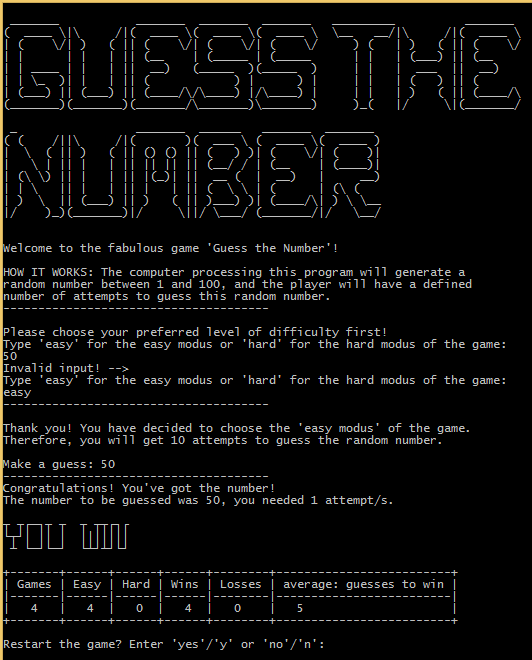 GUESS THE
NUMBER
Welcome to the fabulous game 'Guess the Number'!
HOW IT WORKS: The computer processing this program will generate a
random number between 1 and 100, and the player will have a defined
number of attempts to guess this random number.
--------------------------------------
Please choose your preferred level of difficulty first!
Type 'easy' for the easy modus or 'hard' for the hard modus of the game:
50
Invalid input! -->
Type 'easy' for the easy modus or 'hard' for the hard modus of the game:
easy
--------------------------------------
Thank you! You have decided to choose the 'easy modus' of the game.
Therefore, you will get 10 attempts to guess the random number.
Make a guess: 50
--------------------------------------
Congratulations! You've got the number!
The number to be guessed was 50, you needed 1 attempt/s.
YOU WIN
| Games | Easy | Hard | Wins | Losses | average: guesses to win |
| 4 | 4 | 0 | 4 | 0 | 5 |
Restart the game? Enter 'yes'/'y' or 'no'/'n':